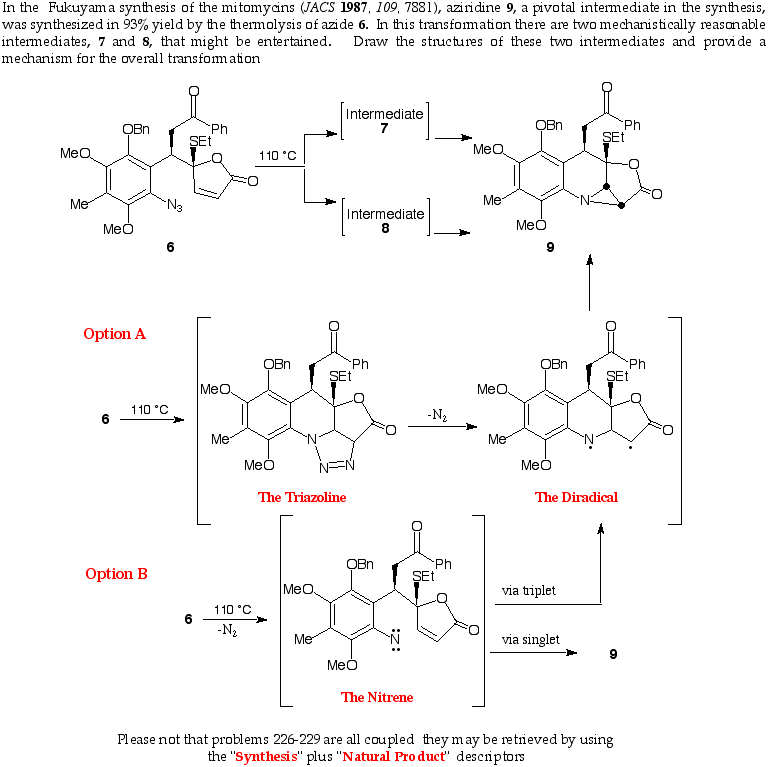 In the Fukuyama synthesis of the mitomycins (JACS 1987, 109, 7881), aziridine 9, a pivotal intermediate in the synthesis,
was synthesized in 93% yield by the thermolysis of azide 6. In this transformation there are two mechanistically reasonable
intermediates, 7 and 8, that might be entertained. Draw the structures of these two intermediates and provide a
mechanism for the overall transformation
O
OBn
Ph
SEt
MeO
O
O
Me
N3
MeO
6
110 °C
Intermediate
7
Intermediate
8
O
OBn
Ph
SEt
MeO
O
O
Me
N
MeO
9
Option A
6
110 °C
O
OBn
Ph
SEt
MeO
O
O
Me
N
MeO
N=N
The Triazoline
-N2
O
OBn
Ph
SEt
MeO
O
O
Me
N
MeO
The Diradical
Option B
6
110 °C
-N2
O
OBn
Ph
SEt
MeO
O
O
Me
N
MeO
The Nitrene
via triplet
via singlet
9
Please not that problems 226-229 are all coupled they may be retrieved by using
the "Synthesis" plus "Natural Product" descriptors